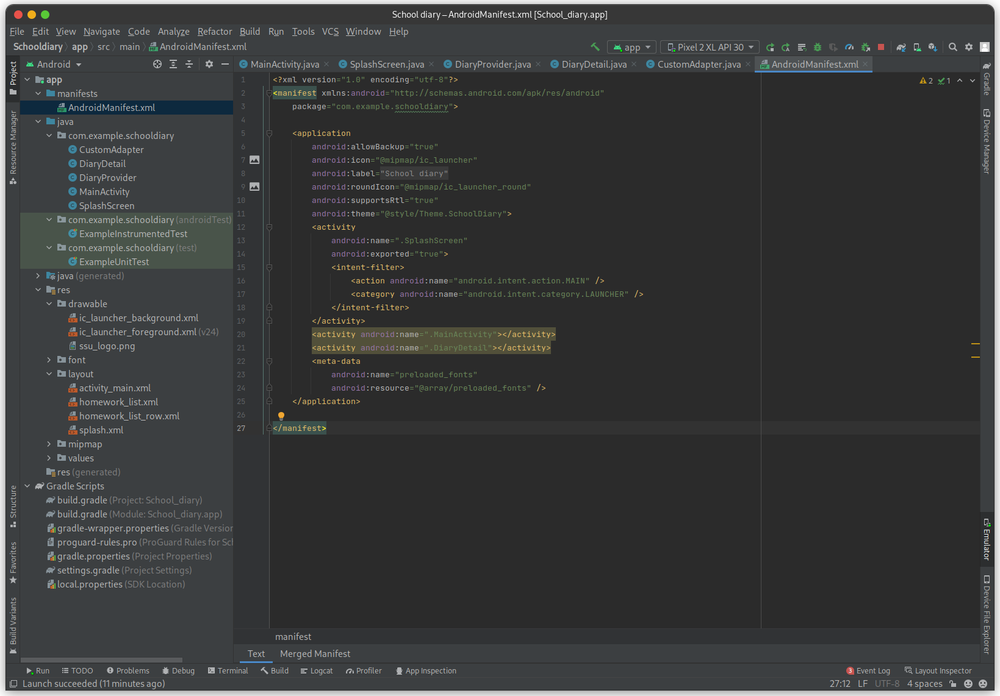 School diary – AndroidManifest.xml [School_diary.app]
File Edit View Navigate Code Analyze Refactor Build Run Tools VCS Window Help
Schooldiary app src main AndroidManifest.xml app Pixel 2 XL API 30
Android MainActivity.java SplashScreen.java DiaryProvider.java DiaryDetail.java CustomAdapter.java AndroidManifest.xml
Project
Resource Manager
Structure
Favorites
Build Variants
app
manifests
AndroidManifest.xml
java
com.example.schooldiary
CustomAdapter
DiaryDetail
DiaryProvider
MainActivity
SplashScreen
com.example.schooldiary (androidTest)
ExampleInstrumentedTest
com.example.schooldiary (test)
ExampleUnitTest
java (generated)
res
drawable
ic_launcher_background.xml
ic_launcher_foreground.xml (v24)
ssu_logo.png
font
layout
activity_main.xml
homework_list.xml
homework_list_row.xml
splash.xml
mipmap
values
res (generated)
Gradle Scripts
build.gradle (Project: School_diary)
build.gradle (Module: School_diary.app)
gradle-wrapper.properties (Gradle Version
proguard-rules.pro (ProGuard Rules for Sch
gradle.properties (Project Properties)
settings.gradle (Project Settings)
local.properties (SDK Location)
1 <?xml version="1.0" encoding="utf-8"?>
2 <manifest xmlns:android="http://schemas.android.com/apk/res/android"
3 package="com.example.schooldiary">
4
5 <application
6 android:allowBackup="true"
7 android:icon="@mipmap/ic_launcher"
8 android:label="School diary"
9 android:roundIcon="@mipmap/ic_launcher_round"
10 android:supportsRtl="true"
11 android:theme="@style/Theme.SchoolDiary">
12 <activity
13 android:name=".SplashScreen"
14 android:exported="true">
15 <intent-filter>
16 <action android:name="android.intent.action.MAIN" />
17 <category android:name="android.intent.category.LAUNCHER" />
18 </intent-filter>
19 </activity>
20 <activity android:name=".MainActivity"></activity>
21 <activity android:name=".DiaryDetail"></activity>
22 <meta-data
23 android:name="preloaded_fonts"
24 android:resource="@array/preloaded_fonts" />
25 </application>
26
27 </manifest>
2 1
Gradle
Device Manager
Emulator
Device File Explorer
manifest
Text Merged Manifest
Run TODO Problems Debug Terminal Build Logcat Profiler App Inspection 3 Event Log Layout Inspector
Launch succeeded (11 minutes ago) 27:12 LF UTF-8 4 spaces